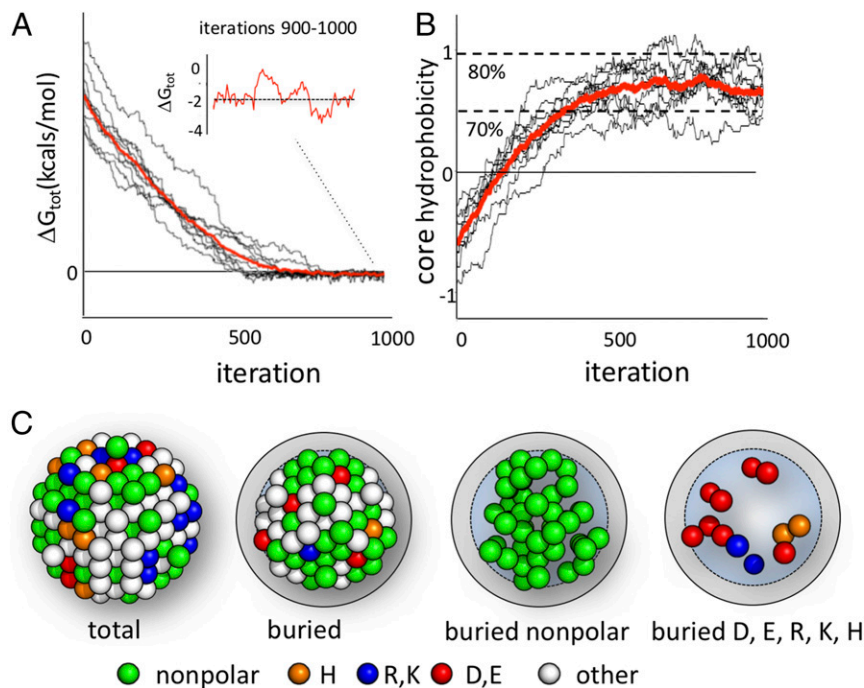 A
iterations 900-1000
ΔG_tot
0
-2
-4
ΔG_tot(kcals/mol)
0
0
500
1000
iteration
B
core hydrophobicity
1
0
-1
80%
70%
0
500
1000
iteration
C
total
buried
buried nonpolar
buried D, E, R, K, H
nonpolar
H
R,K
D,E
other